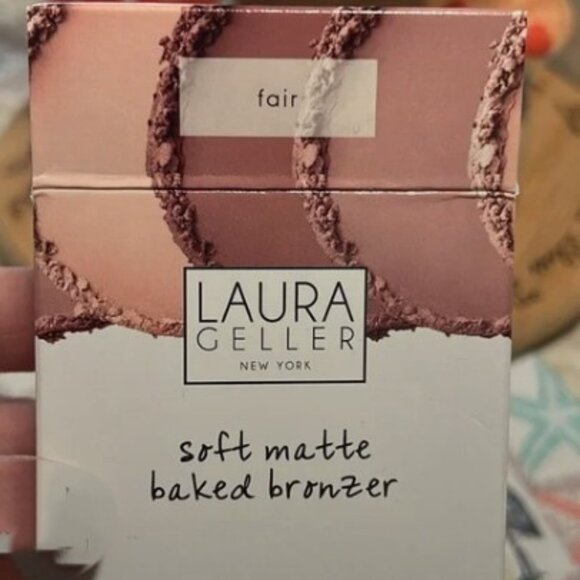 fair
LAURA
GELLER
NEW YORK
soft matte
baked bronzer